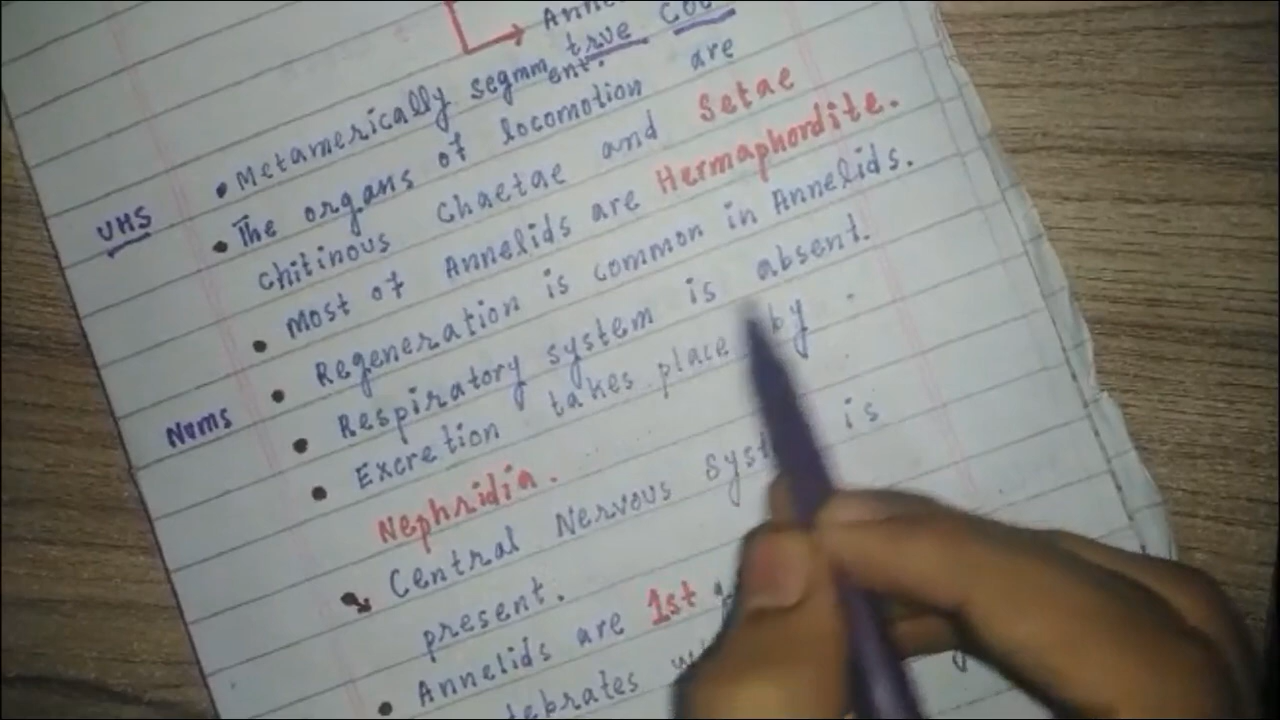 true
• Metamerically segmment.
UHS • The organs of locomotion are
chitinous chaetae and Setae
• Most of Annelids are Hermaphordite.
• Regeneration is common in Annelids.
Nums • Respiratory system is absent.
• Excretion takes place by
Nephridia.
Central Nervous is
present.
• Annelids are 1st